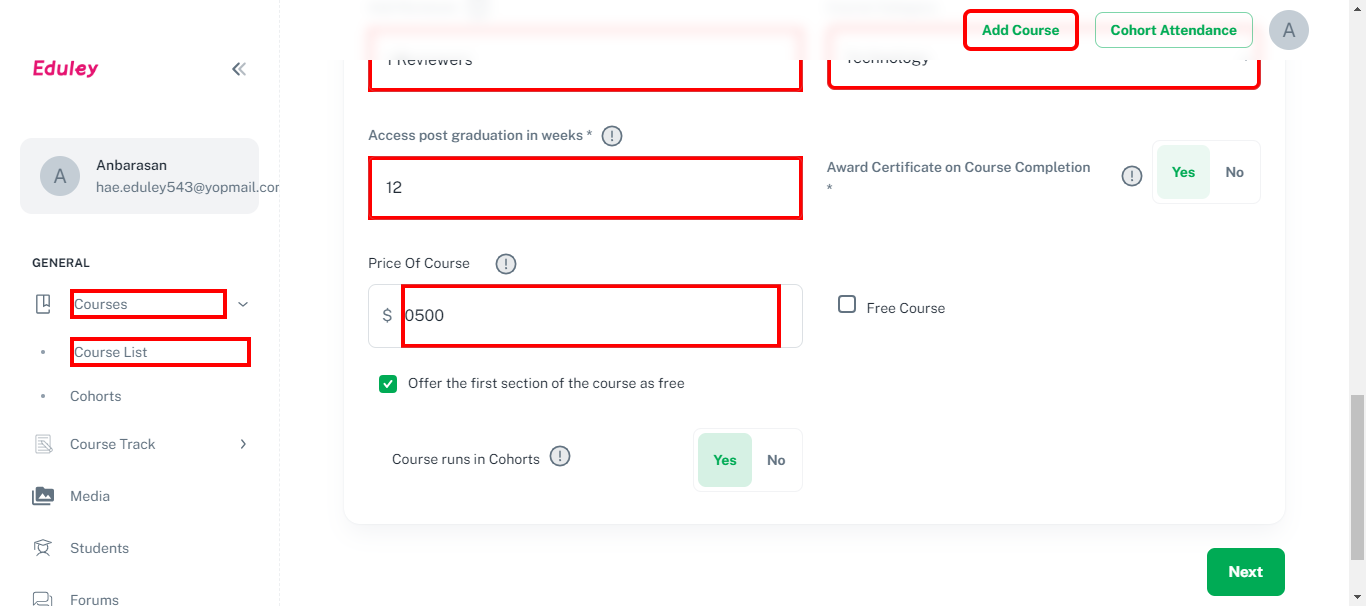 Add Course
Cohort Attendance
A
Eduley
1 Reviewers
Technology
A
Anbarasan
hae.eduley543@yopmail.com
Access post graduation in weeks *
12
Award Certificate on Course Completion
*
Yes
No
GENERAL
Courses
Course List
Cohorts
Course Track
Media
Students
Forums
Price Of Course
$
0500
Free Course
Offer the first section of the course as free
Course runs in Cohorts
Yes
No
Next